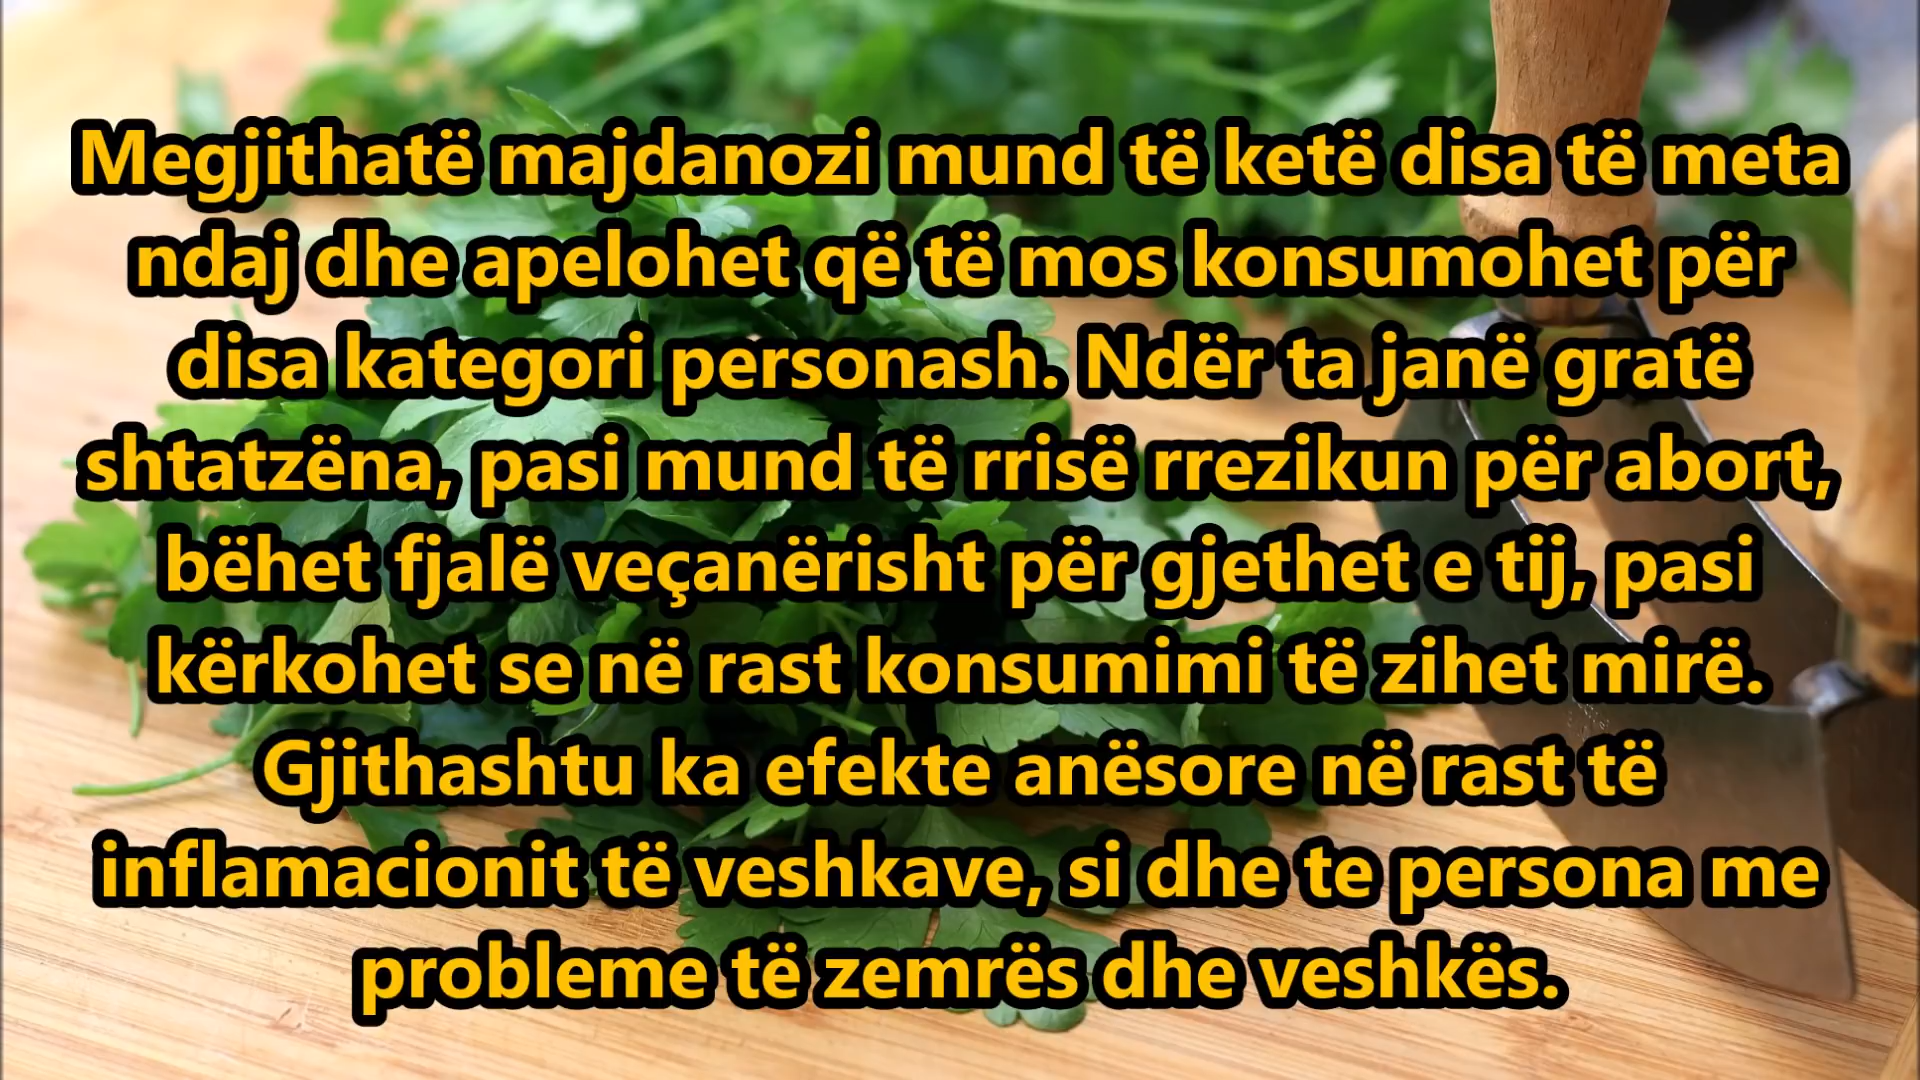 Megjithatë majdanozi mund të ketë disa të meta
ndaj dhe apelohet që të mos konsumohet për
disa kategori personash. Ndër ta janë gratë
shtatzëna, pasi mund të rrisë rrezikun për abort,
bëhet fjalë veçanërisht për gjethet e tij, pasi
kërkohet se në rast konsumimi të zihet mirë.
Gjithashtu ka efekte anësore në rast të
inflamacionit të veshkave, si dhe te persona me
probleme të zemrës dhe veshkës.